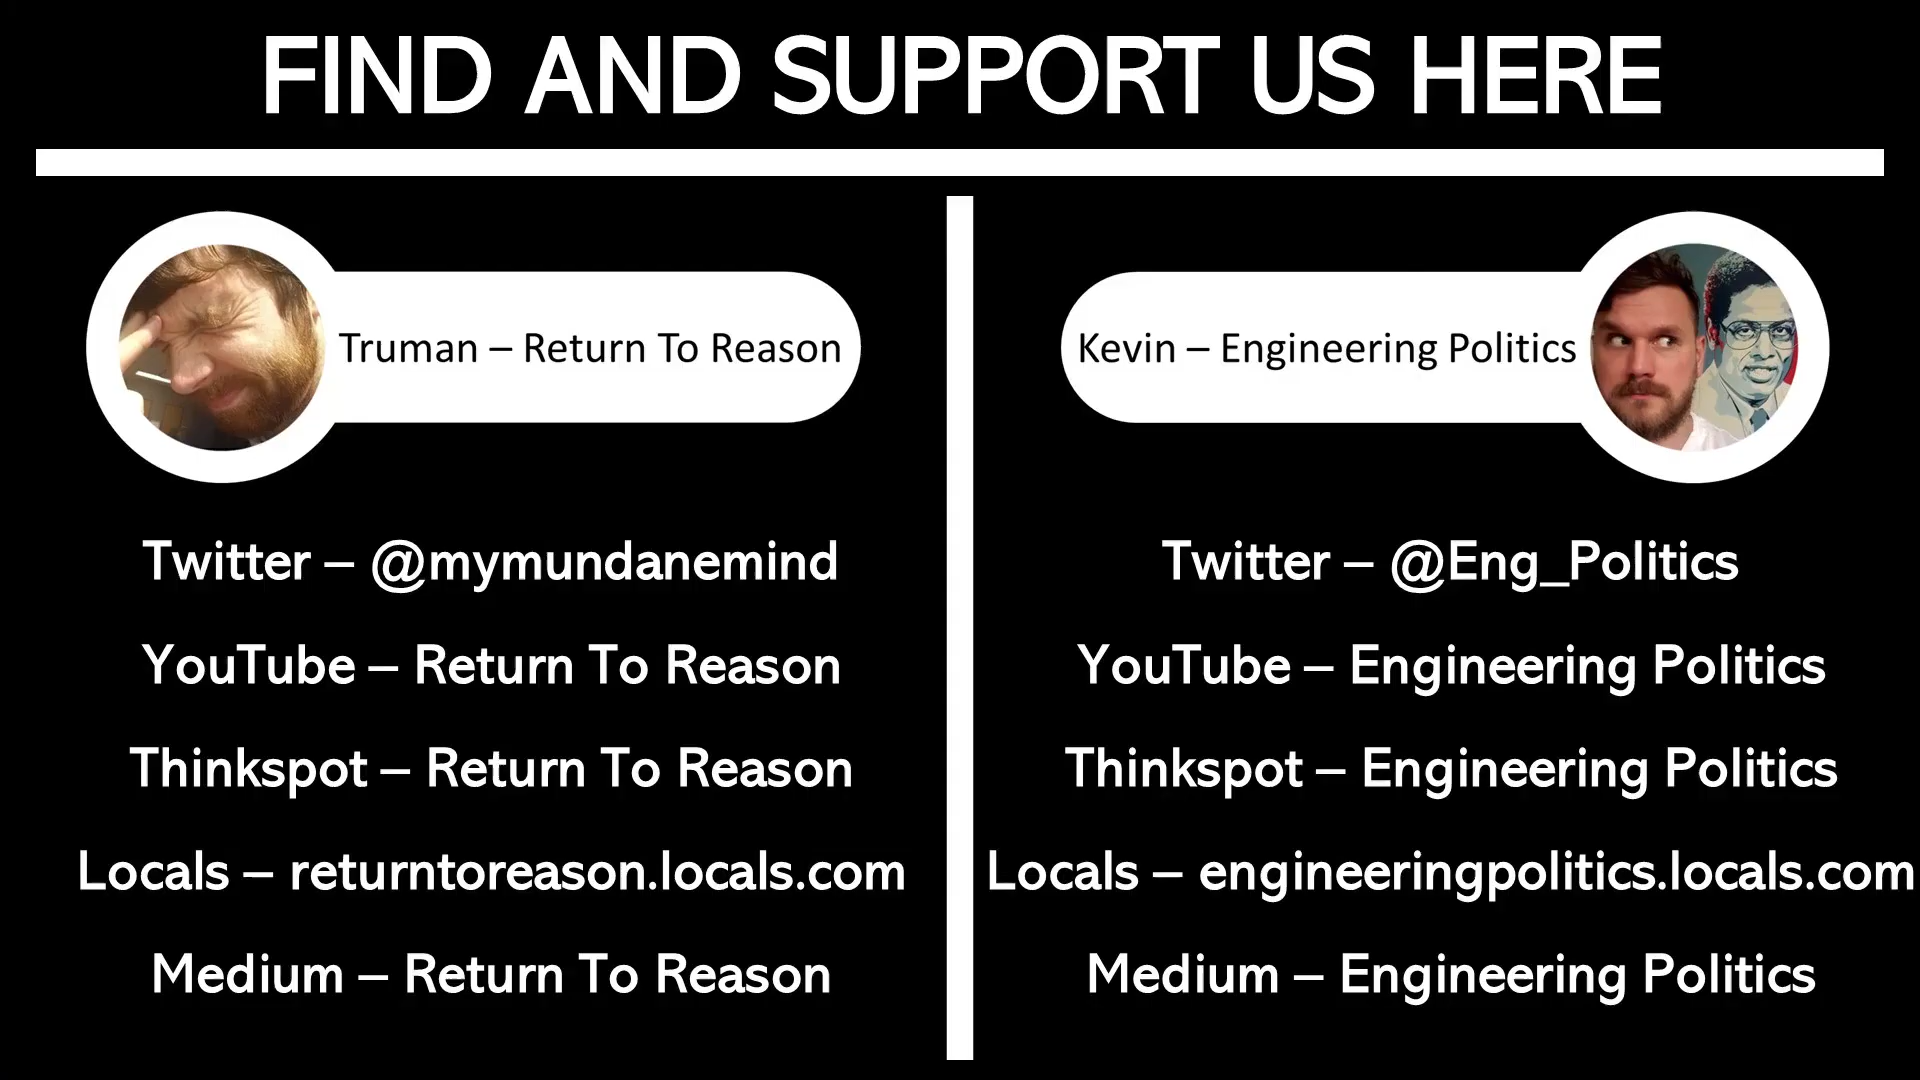 FIND AND SUPPORT US HERE
Truman – Return To Reason
Twitter – @mymundanemind
YouTube – Return To Reason
Thinkspot – Return To Reason
Locals – returntoreason.locals.com
Medium – Return To Reason
Kevin – Engineering Politics
Twitter – @Eng_Politics
YouTube – Engineering Politics
Thinkspot – Engineering Politics
Locals – engineeringpolitics.locals.com
Medium – Engineering Politics